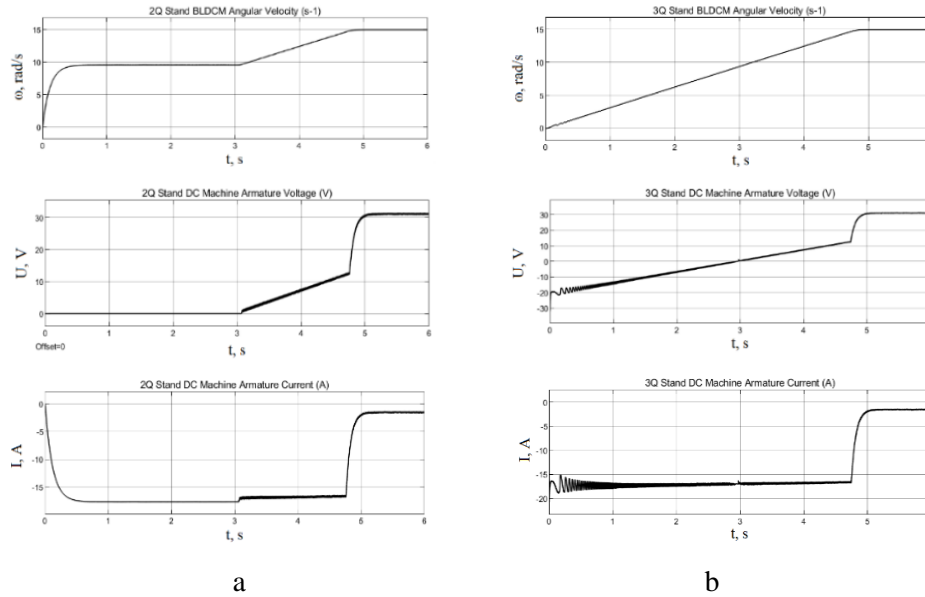 2Q Stand BLDCM Angular Velocity (s-1)
15
10
5
0
ω, rad/s
0 1 2 3 4 5 6
t, s
2Q Stand DC Machine Armature Voltage (V)
30
20
10
0
U, V
0 1 2 3 4 5 6
Offset=0
t, s
2Q Stand DC Machine Armature Current (A)
0
-5
-10
-15
I, A
0 1 2 3 4 5 6
t, s
a
3Q Stand BLDCM Angular Velocity (s-1)
15
10
5
0
ω, rad/s
0 1 2 3 4 5
t, s
3Q Stand DC Machine Armature Voltage (V)
30
20
10
0
-10
-20
-30
U, V
0 1 2 3 4 5
t, s
3Q Stand DC Machine Armature Current (A)
0
-5
-10
-15
-20
I, A
0 1 2 3 4 5
t, s
b